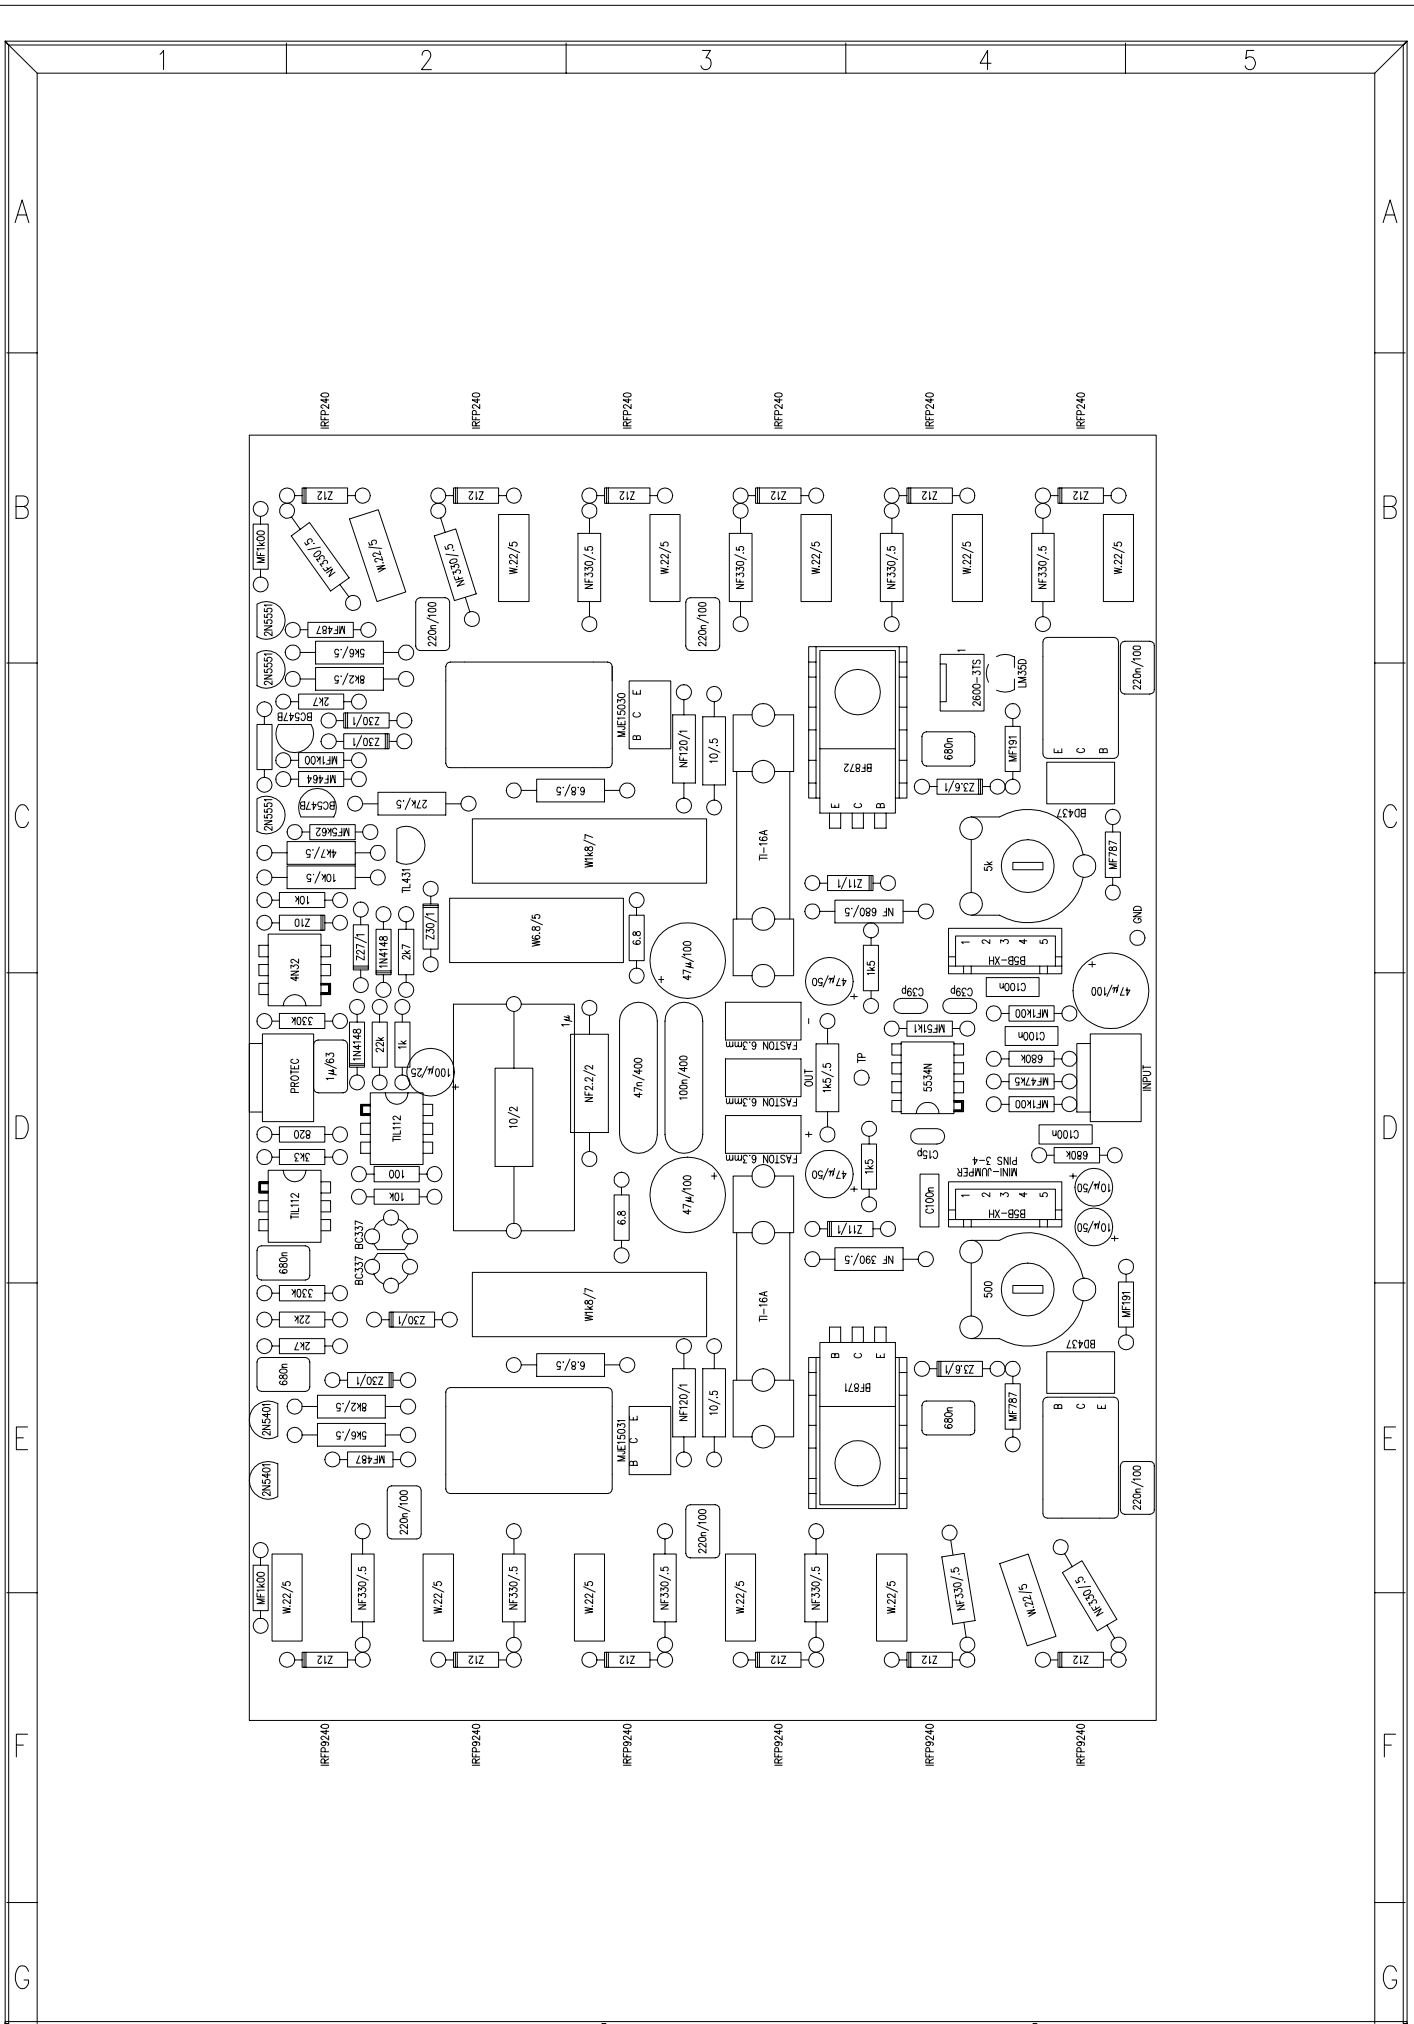 1 2 3 4 5
A A
IRFP240 IRFP240 IRFP240 IRFP240 IRFP240 IRFP240
B B
Z12 Z12 Z12 Z12 Z12 Z12
MF1k00 NF330/.5 W.22/5 NF330/.5 W.22/5 NF330/.5 W.22/5 NF330/.5 W.22/5 NF330/.5 W.22/5 NF330/.5 W.22/5
2N5551 MF487 220n/100 220n/100
5k6/.5
2N5551 8k2/.5 1 220n/100
2k7 MJE15030 B C E 2600-3TS LM35D
BC547B Z30/1
Z30/1 NF120/1 10/.5 680n MF191 E C B
MF1k00 BF872
MF464 6.8/.5 Z3.6/1
C C
2N5551 BC547B 27k/.5 E C B BD437
MF5k62 TI-16A
4k7/.5 TL431 W1k8/7 5k MF787
10k/.5 Z11/1
10k NF 680/.5 GND
Z10 Z27/1 1N4148 2k7 Z30/1 W6.8/5 6.8 1k5 1 2 3 4 5
B5B-XH
4N32 + 47µ/100 47µ/50 + C39p C39p C100n + 47µ/100
330k 1µ - MF51k1 MF1k00
FASTON 6.3mm C100n
PROTEC 1µ/63 1N4148 22k 1k 100µ/25 + NF2.2/2 47n/400 100n/400 OUT 1k5/.5 TP 5534N 680k
FASTON 6.3mm MF47k5 INPUT
10/2 MF1k00
D D
820 TIL112 + C100n
3k3 FASTON 6.3mm C15p 680k
TIL112 100 47µ/100 + 47µ/50 + 1k5 MINI-JUMPER
PINS 3-4
10k 6.8 C100n 1 2 3 4 5 + 10µ/50
B5B-XH
BC337 Z11/1 10µ/50 +
680n BC337 NF 390/.5
330k W1k8/7 TI-16A 500 MF191
22k Z30/1
2k7 B C E BD437
680n 6.8/.5 Z3.6/1
Z30/1 BF871
8k2/.5 MJE15031 B C E NF120/1 10/.5 680n MF787 B C E
2N5401 5k6/.5
E E
MF487
2N5401 220n/100 220n/100 220n/100
MF1k00 W.22/5 NF330/.5 W.22/5 NF330/.5 W.22/5 NF330/.5 W.22/5 NF330/.5 W.22/5 NF330/.5 W.22/5 NF330/.5
Z12 Z12 Z12 Z12 Z12 Z12
IRFP9240 IRFP9240 IRFP9240 IRFP9240 IRFP9240 IRFP9240
F F
G G